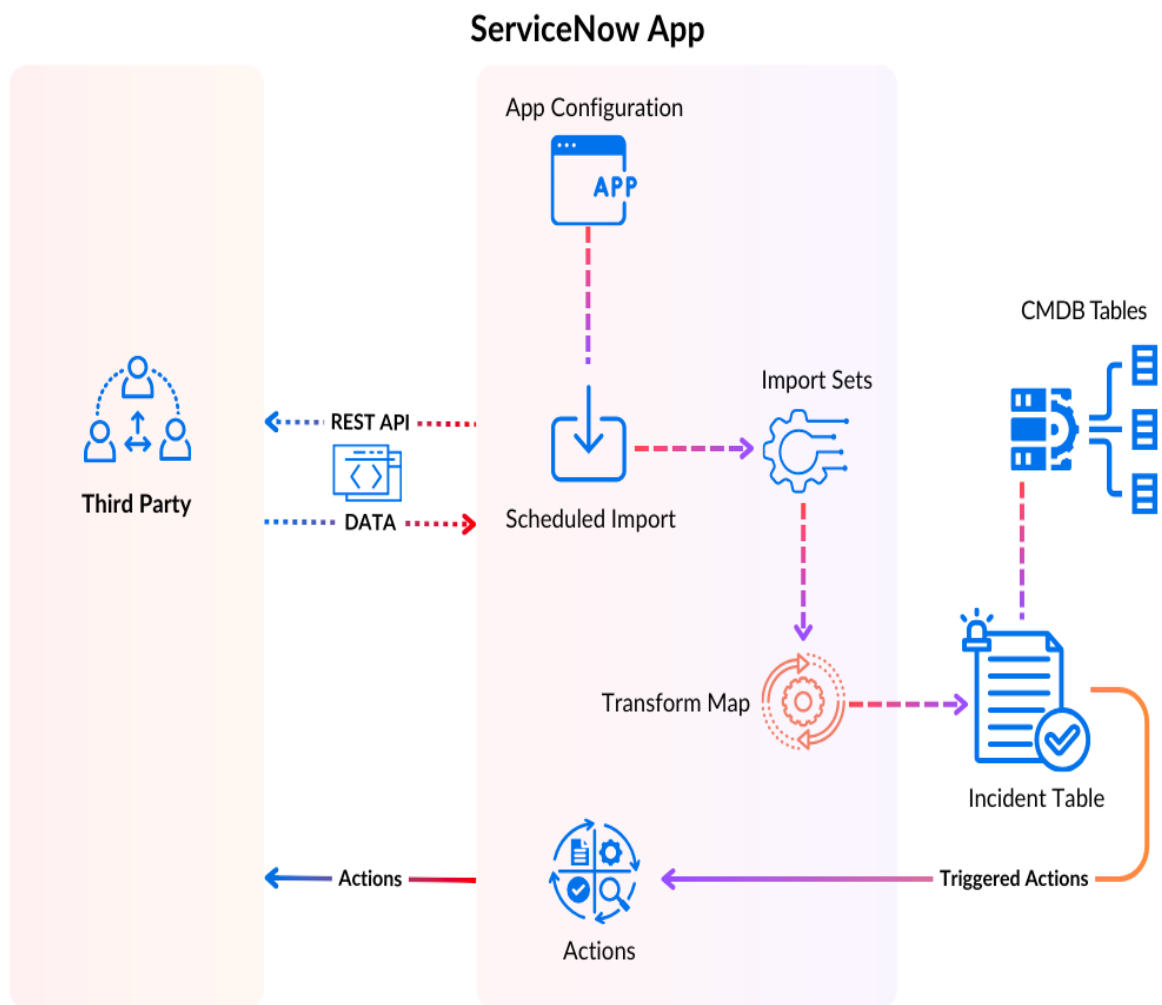 ServiceNow App
App Configuration
APP
CMDB Tables
Import Sets
REST API
Third Party
DATA
Scheduled Import
Transform Map
Incident Table
Actions
Triggered Actions
Actions